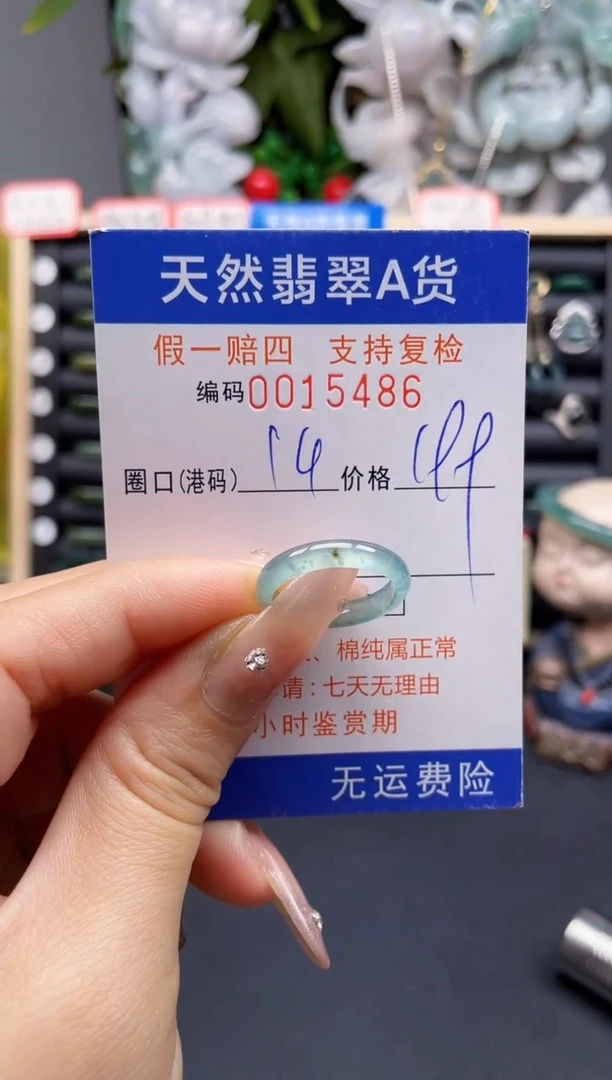 天然翡翠A货
假一赔四 支持复检
编码0015486
圈口(港码) 14 价格
、棉纯属正常
请:七天无理由
小时鉴赏期
无运费险